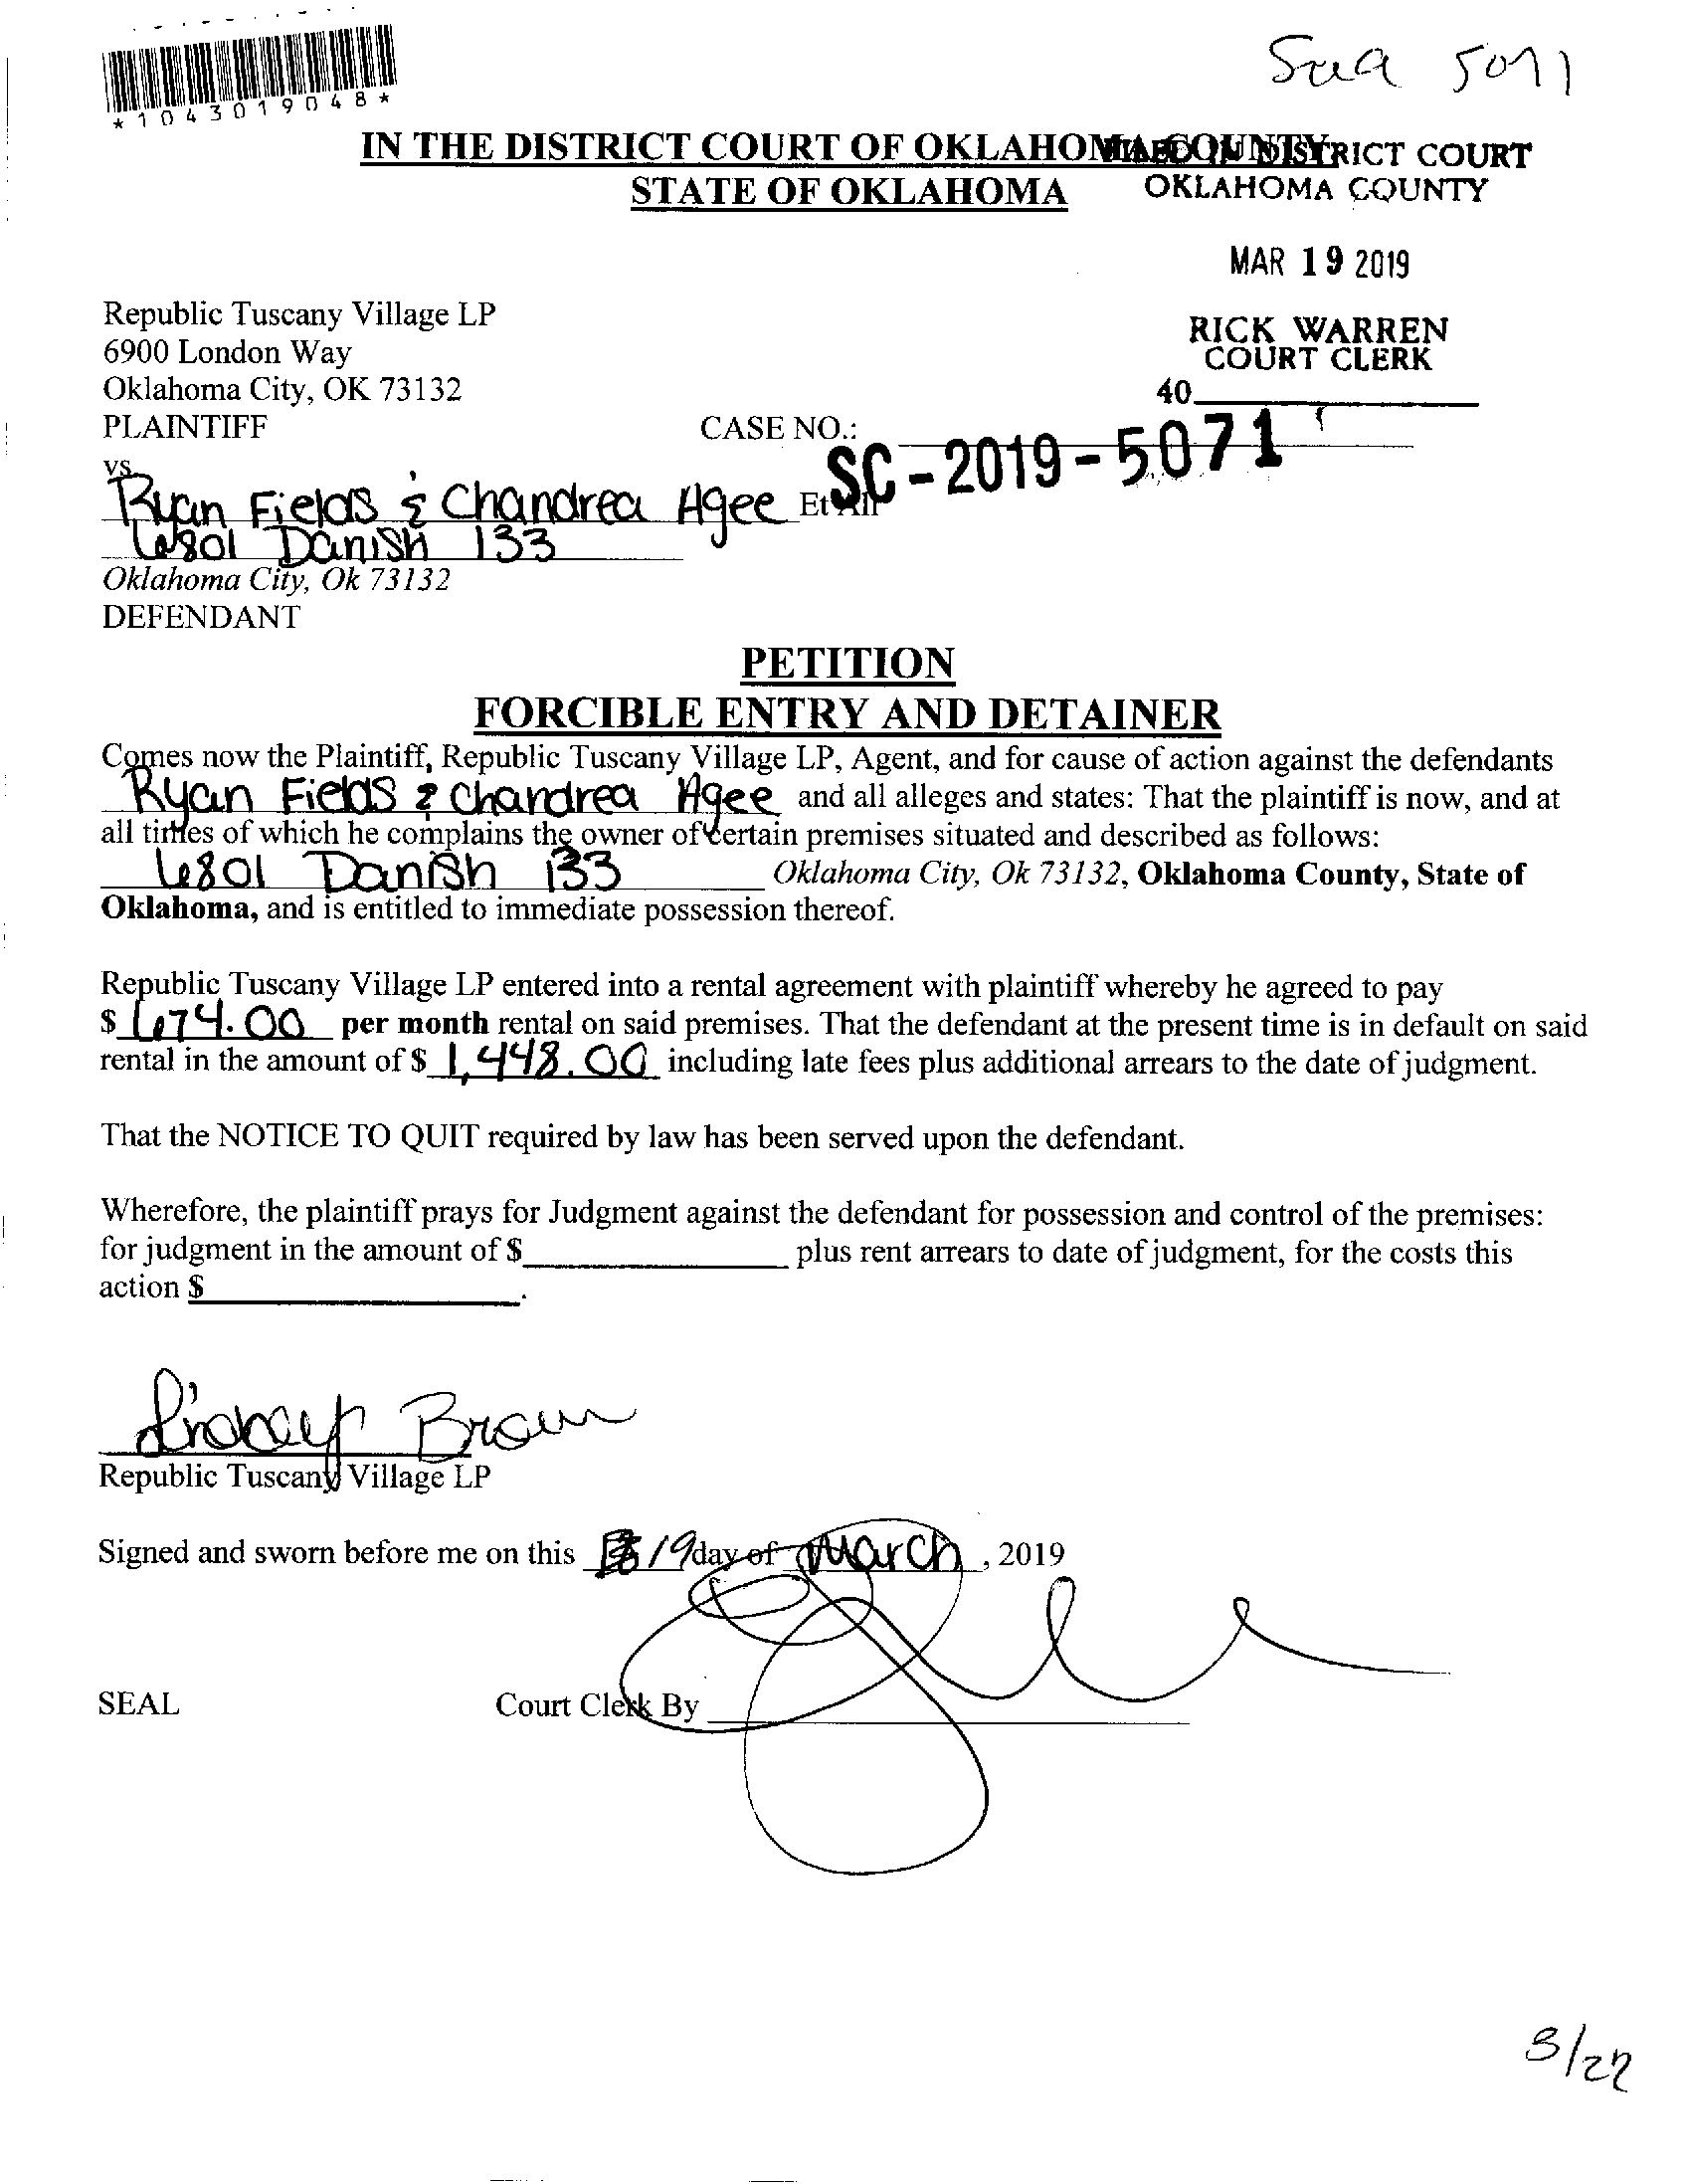 5071
*1043019048*
IN THE DISTRICT COURT OF OKLAHOMA COUNTY
STATE OF OKLAHOMA
FILED IN DISTRICT COURT
OKLAHOMA COUNTY
MAR 19 2019
RICK WARREN
COURT CLERK
40
Republic Tuscany Village LP
6900 London Way
Oklahoma City, OK 73132
PLAINTIFF
CASE NO.: SC-2019-5071
vs.
Ryan Fields & Chandrea Agee Et All
6801 Danish 133
Oklahoma City, Ok 73132
DEFENDANT
PETITION
FORCIBLE ENTRY AND DETAINER
Comes now the Plaintiff, Republic Tuscany Village LP, Agent, and for cause of action against the defendants
Ryan Fields & Chandrea Agee and all alleges and states: That the plaintiff is now, and at
all times of which he complains the owner of certain premises situated and described as follows:
6801 Danish 133 Oklahoma City, Ok 73132, Oklahoma County, State of
Oklahoma, and is entitled to immediate possession thereof.
Republic Tuscany Village LP entered into a rental agreement with plaintiff whereby he agreed to pay
$ 674.00 per month rental on said premises. That the defendant at the present time is in default on said
rental in the amount of $ 1,448.00 including late fees plus additional arrears to the date of judgment.
That the NOTICE TO QUIT required by law has been served upon the defendant.
Wherefore, the plaintiff prays for Judgment against the defendant for possession and control of the premises:
for judgment in the amount of $ plus rent arrears to date of judgment, for the costs this
action $ .
Lindsey Brown
Republic Tuscany Village LP
Signed and sworn before me on this 19 day of March, 2019
SEAL
Court Clerk By
3/22